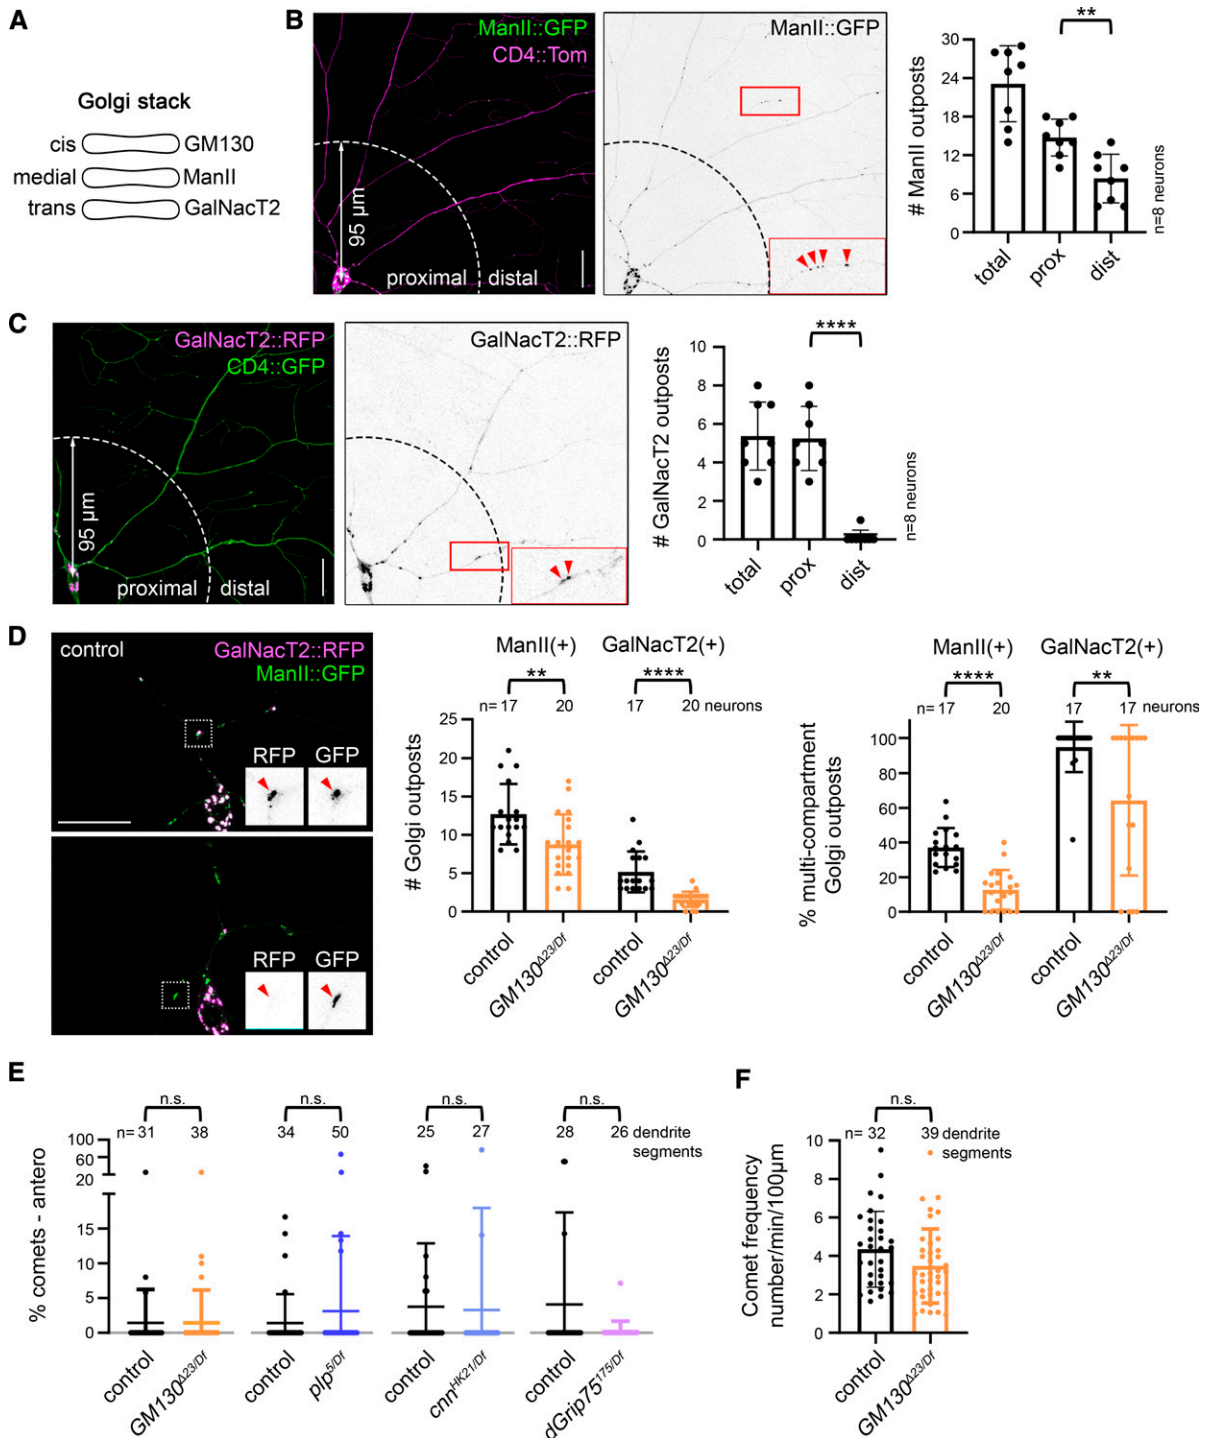 A
Golgi stack
cis GM130
medial ManII
trans GalNacT2
B
ManII::GFP
CD4::Tom
95 µm
proximal distal
ManII::GFP
**
# ManII outposts
30
24
18
12
6
0
total
prox
dist
n=8 neurons
C
GalNacT2::RFP
CD4::GFP
95 µm
proximal distal
GalNacT2::RFP
****
# GalNacT2 outposts
10
8
6
4
2
0
total
prox
dist
n=8 neurons
D
control
GalNacT2::RFP
ManII::GFP
RFP GFP
RFP GFP
ManII(+) GalNacT2(+)
** ****
n= 17 20 17 20 neurons
# Golgi outposts
25
20
15
10
5
0
control
GM130Δ23/Df
control
GM130Δ23/Df
ManII(+) GalNacT2(+)
**** **
n= 17 20 17 17 neurons
% multi-compartment
Golgi outposts
100
80
60
40
20
0
control
GM130Δ23/Df
control
GM130Δ23/Df
E
n.s. n.s. n.s. n.s.
n= 31 38 34 50 25 27 28 26 dendrite
segments
% comets - antero
100
60
20
15
10
5
0
control
GM130Δ23/Df
control
plp5/Df
control
cnnHK21/Df
control
dGrip75175/Df
F
n.s.
n= 32 39 dendrite
segments
Comet frequency
number/min/100µm
10
8
6
4
2
0
control
GM130Δ23/Df